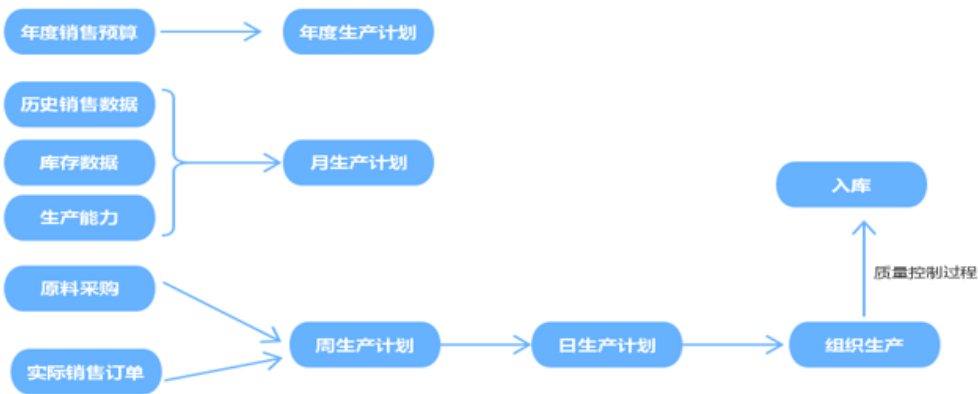 年度销售预算
年度生产计划
历史销售数据
库存数据
月生产计划
生产能力
入库
质量控制过程
原料采购
周生产计划
日生产计划
组织生产
实际销售订单